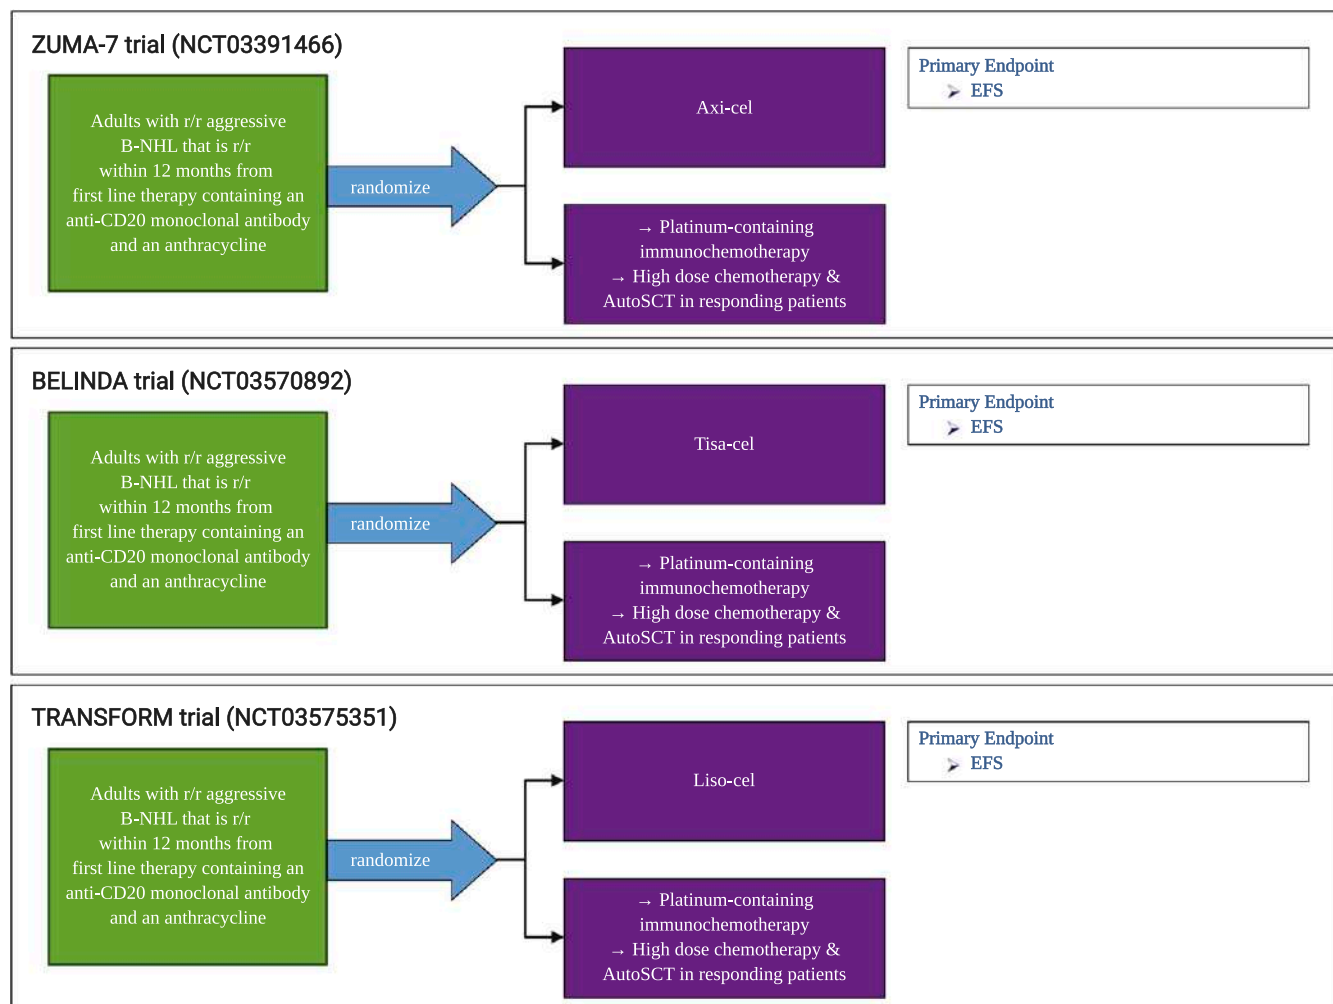 ZUMA-7 trial (NCT03391466)
Adults with r/r aggressive
B-NHL that is r/r
within 12 months from
first line therapy containing an
anti-CD20 monoclonal antibody
and an anthracycline
randomize
Axi-cel
→ Platinum-containing
immunochemotherapy
→ High dose chemotherapy &
AutoSCT in responding patients
Primary Endpoint
➢ EFS
BELINDA trial (NCT03570892)
Adults with r/r aggressive
B-NHL that is r/r
within 12 months from
first line therapy containing an
anti-CD20 monoclonal antibody
and an anthracycline
randomize
Tisa-cel
→ Platinum-containing
immunochemotherapy
→ High dose chemotherapy &
AutoSCT in responding patients
Primary Endpoint
➢ EFS
TRANSFORM trial (NCT03575351)
Adults with r/r aggressive
B-NHL that is r/r
within 12 months from
first line therapy containing an
anti-CD20 monoclonal antibody
and an anthracycline
randomize
Liso-cel
→ Platinum-containing
immunochemotherapy
→ High dose chemotherapy &
AutoSCT in responding patients
Primary Endpoint
➢ EFS